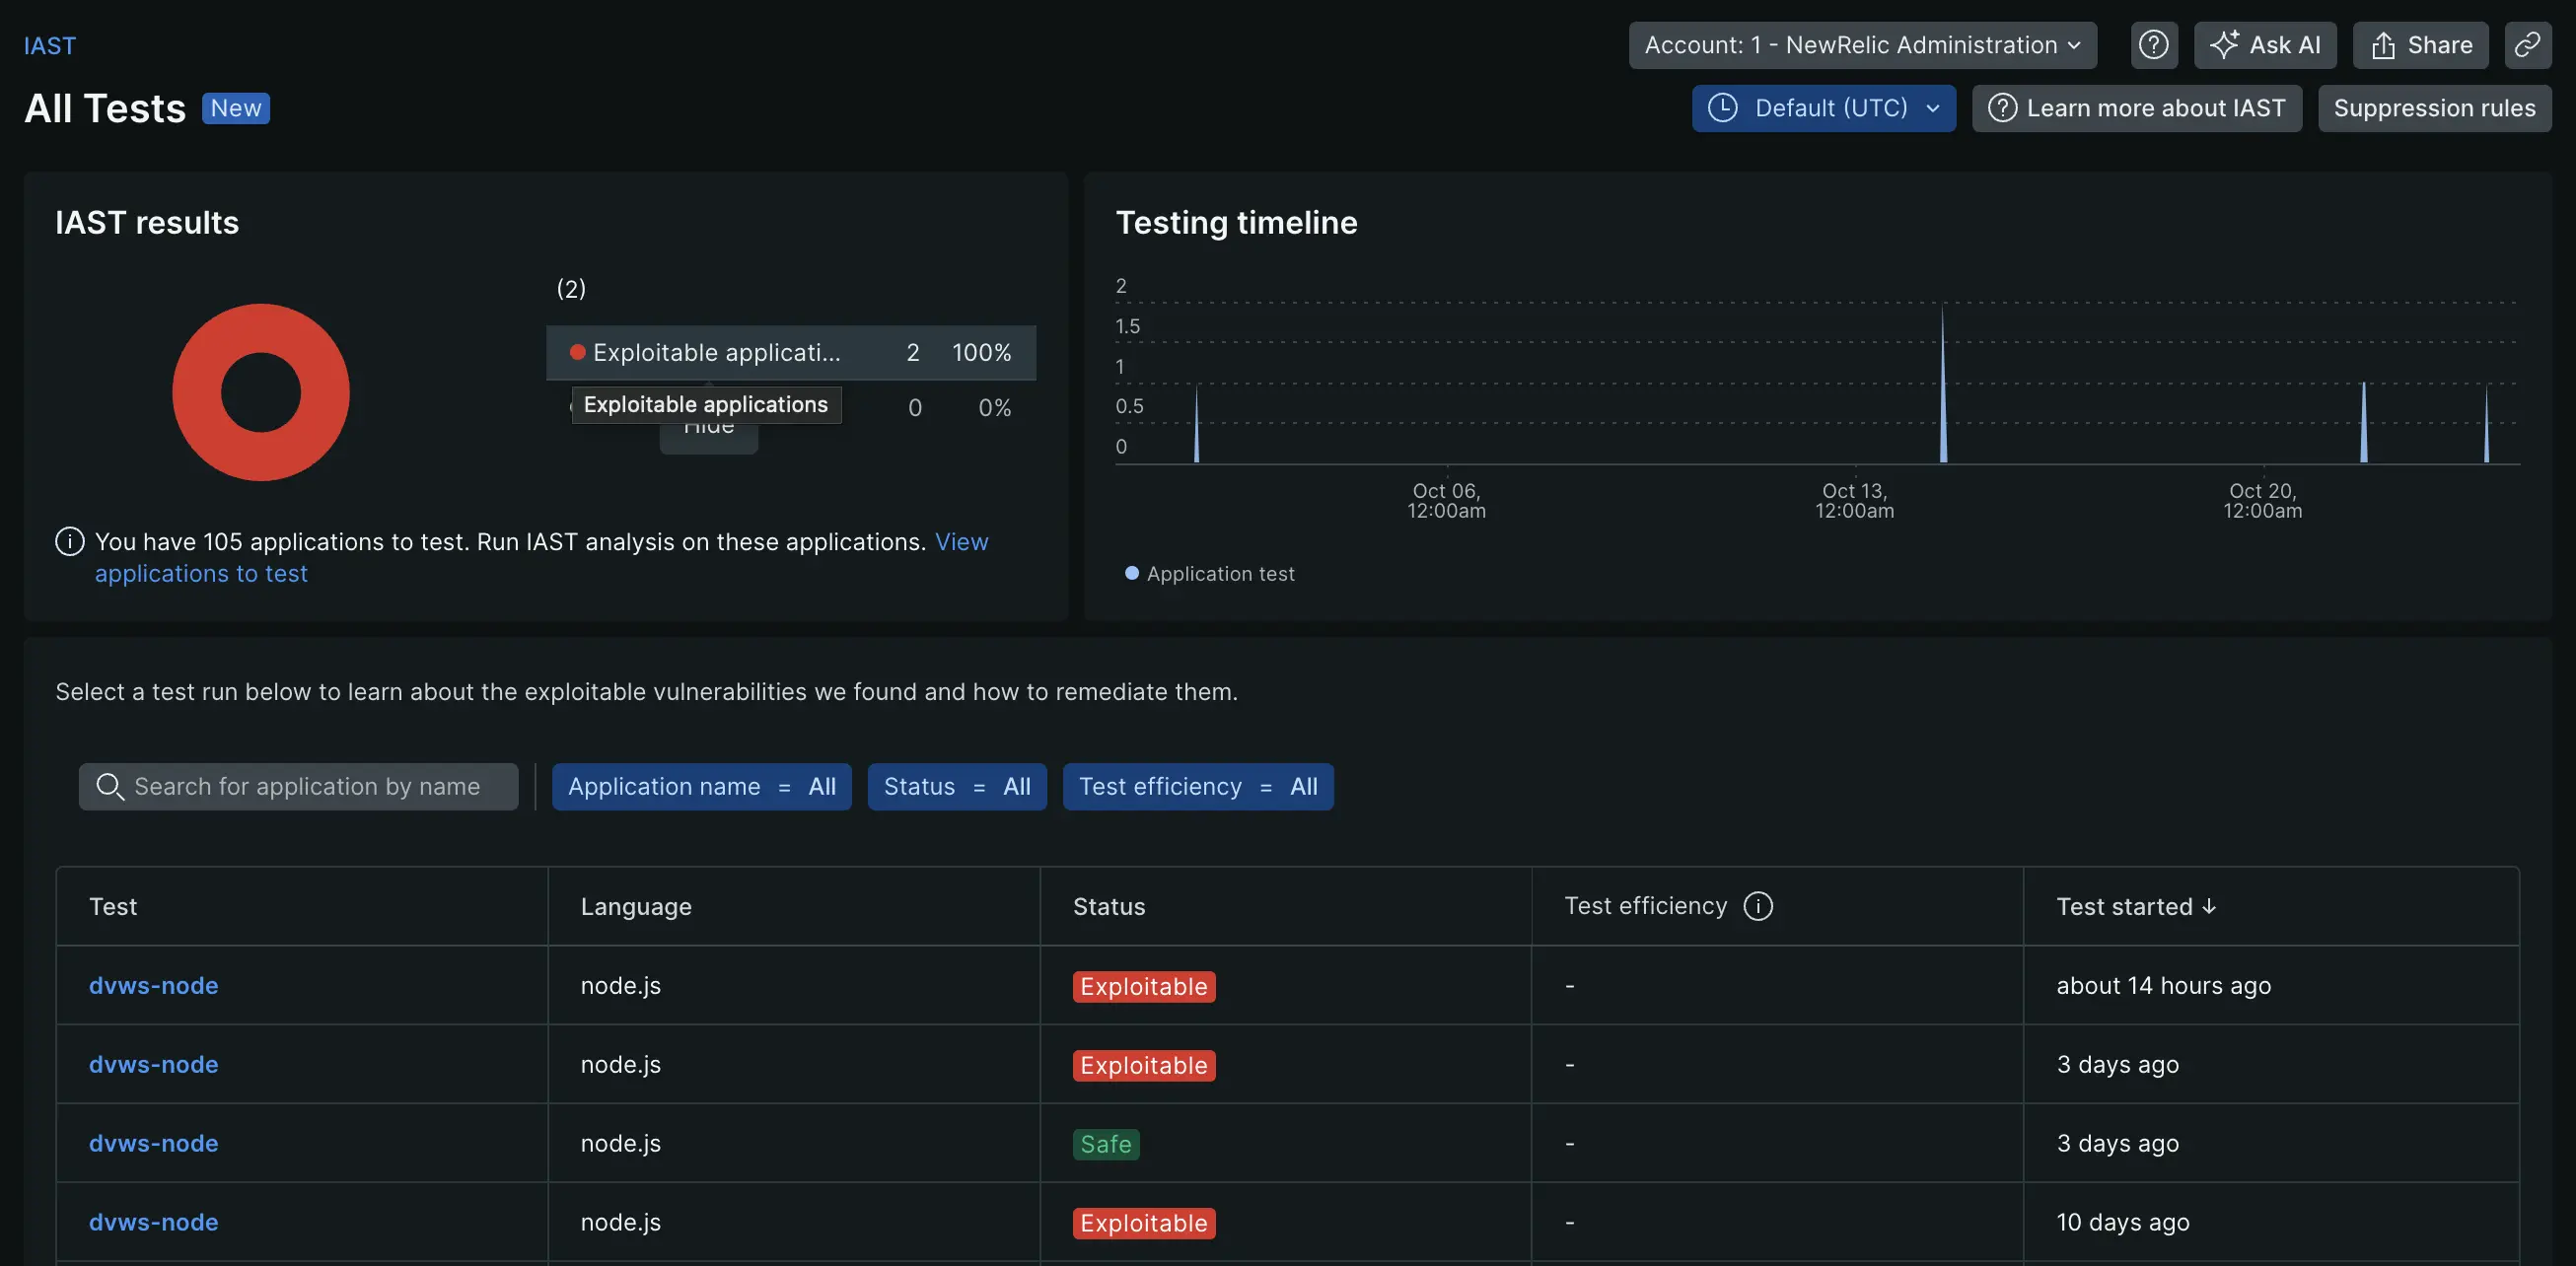 IAST
Account: 1 - NewRelic Administration
Ask AI
Share
All Tests
New
Default (UTC)
Learn more about IAST
Suppression rules
IAST results
(2)
Exploitable applicati... 2 100%
Exploitable applications
0 0%
Hide
You have 105 applications to test. Run IAST analysis on these applications. View
applications to test
Testing timeline
2
1.5
1
0.5
0
Oct 06,
12:00am
Oct 13,
12:00am
Oct 20,
12:00am
Application test
Select a test run below to learn about the exploitable vulnerabilities we found and how to remediate them.
Search for application by name
Application name = All
Status = All
Test efficiency = All
Test Language Status Test efficiency Test started ↓
dvws-node node.js Exploitable - about 14 hours ago
dvws-node node.js Exploitable - 3 days ago
dvws-node node.js Safe - 3 days ago
dvws-node node.js Exploitable - 10 days ago